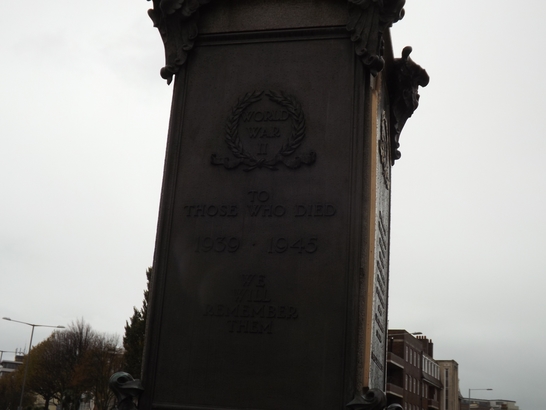 WORLD
WAR
II
TO
THOSE WHO DIED
1939 - 1945
WE
WILL
REMEMBER
THEM